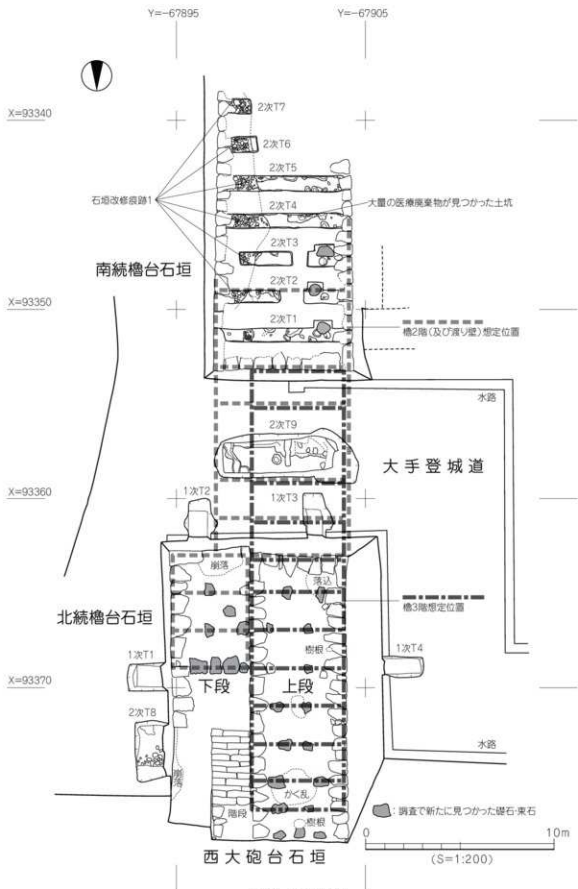 Y=−67895
Y=−67905
X=93340
2次T7
2次T6
2次T5
石垣改修痕跡1
2次T4
大量の医療廃棄物が見つかった土坑
2次T3
南続櫓台石垣
2次T2
X=93350
2次T1
櫓2階(及び渡り壁)想定位置
水路
2次T9
大手登城道
X=93360
1次T2
1次T3
崩落
落込
北続櫓台石垣
櫓3階想定位置
樹根
1次T1
1次T4
X=93370
下段
上段
2次T8
水路
崩落
かく乱
階段
樹根
:調査で新たに見つかった礎石・束石
西大砲台石垣
0
10m
(S=1:200)